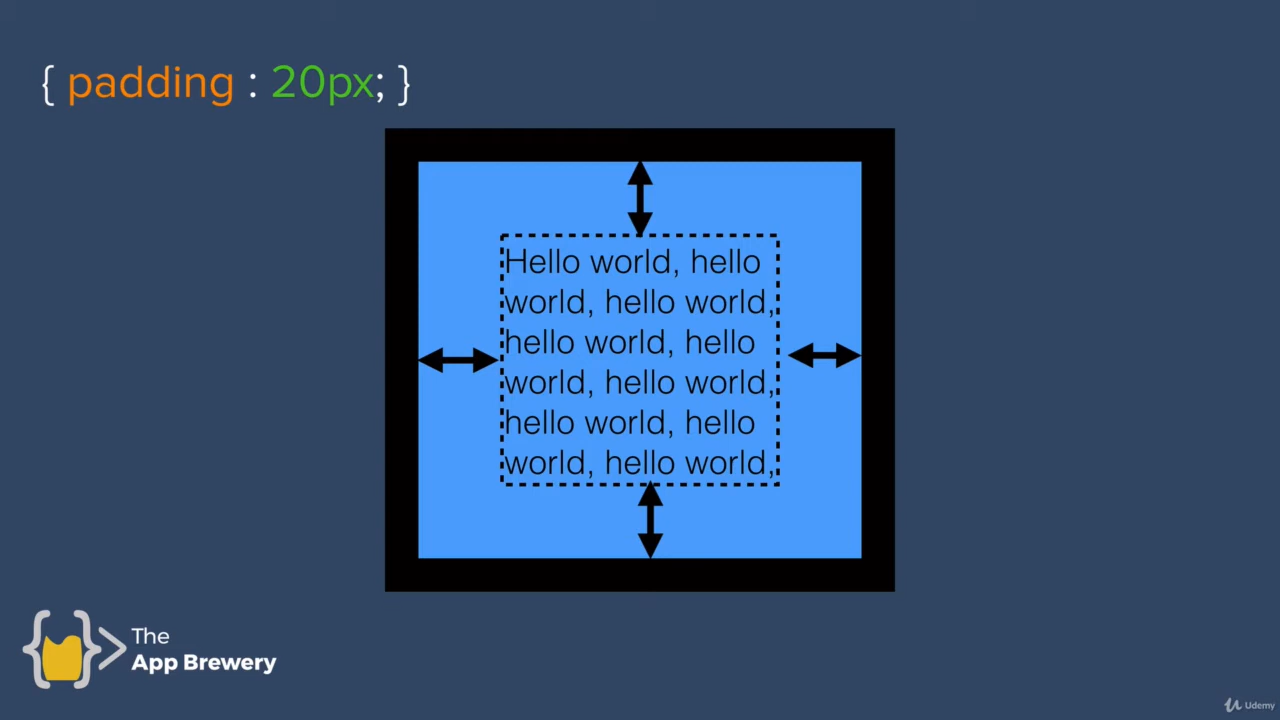 { padding : 20px; }
Hello world, hello
world, hello world,
hello world, hello
world, hello world,
hello world, hello
world, hello world,
The
App Brewery
Udemy